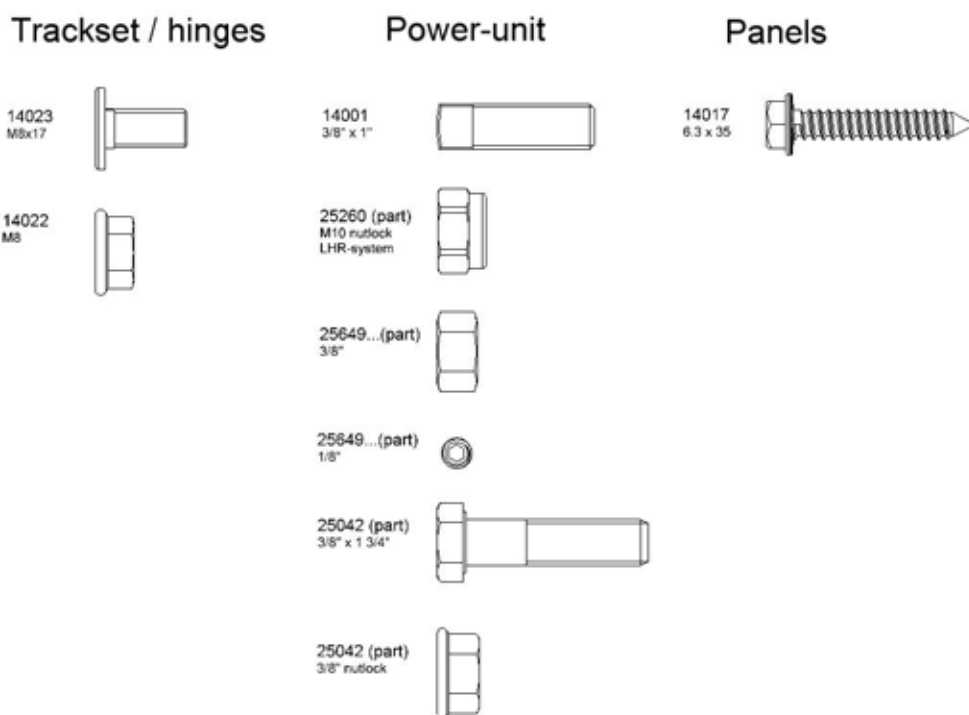 Trackset / hinges
14023
M8x17
14022
M8
Power-unit
14001
3/8" x 1"
25260 (part)
M10 nutlock
LHR-system
25649...(part)
3/8"
25649...(part)
1/8"
25042 (part)
3/8" x 1 3/4"
25042 (part)
3/8" nutlock
Panels
14017
6.3 x 35